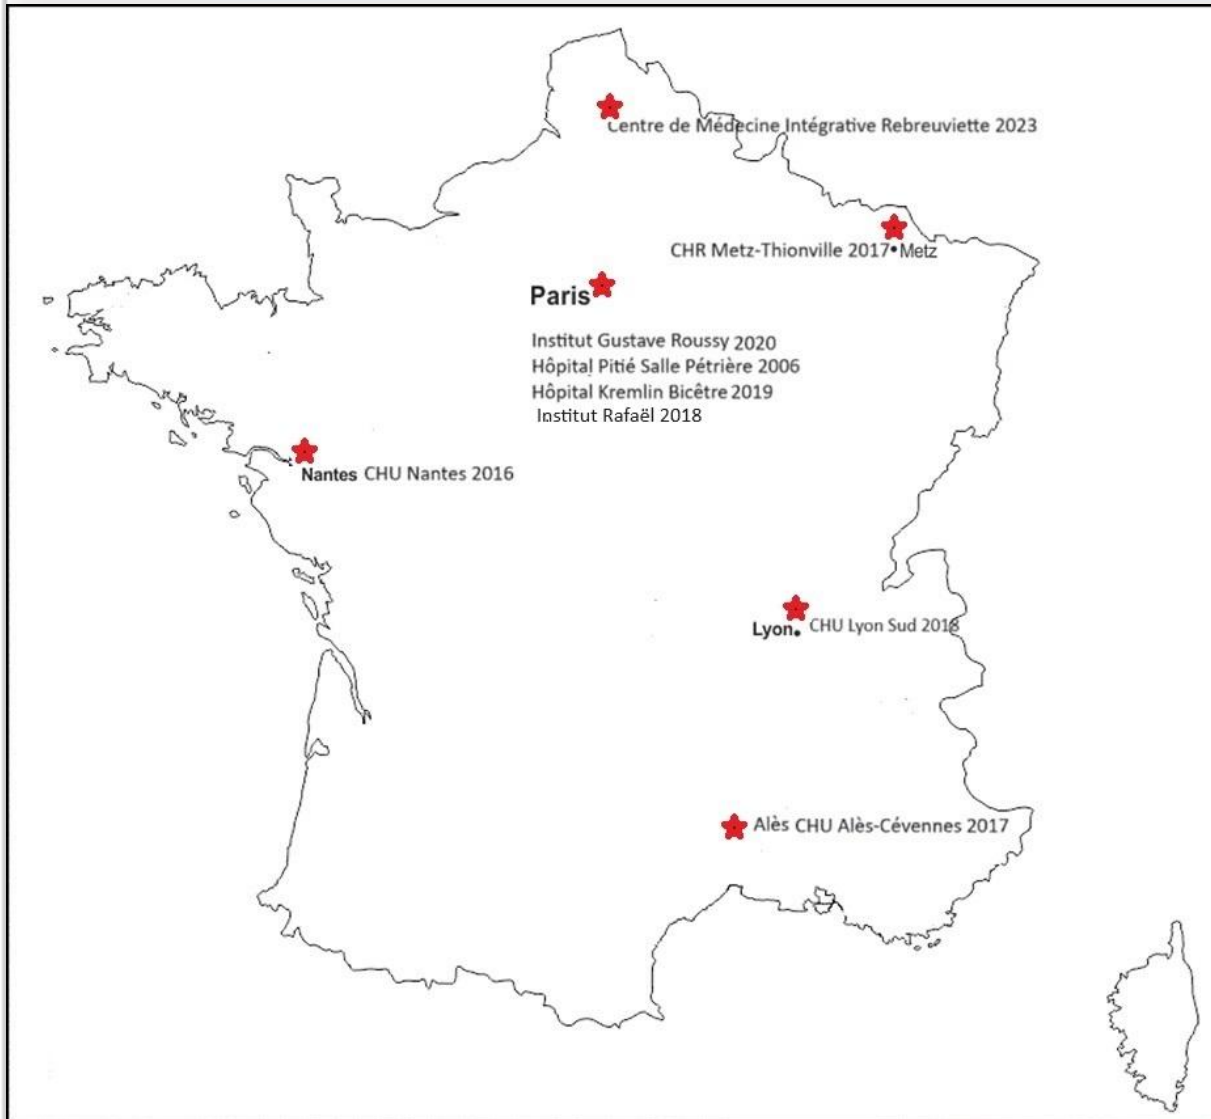 Centre de Médecine Intégrative Rebreuviette 2023
CHR Metz-Thionville 2017 • Metz
Paris
Institut Gustave Roussy 2020
Hôpital Pitié Salle Pétrière 2006
Hôpital Kremlin Bicêtre 2019
Institut Rafaël 2018
Nantes CHU Nantes 2016
Lyon. CHU Lyon Sud 2018
Alès CHU Alès-Cévennes 2017